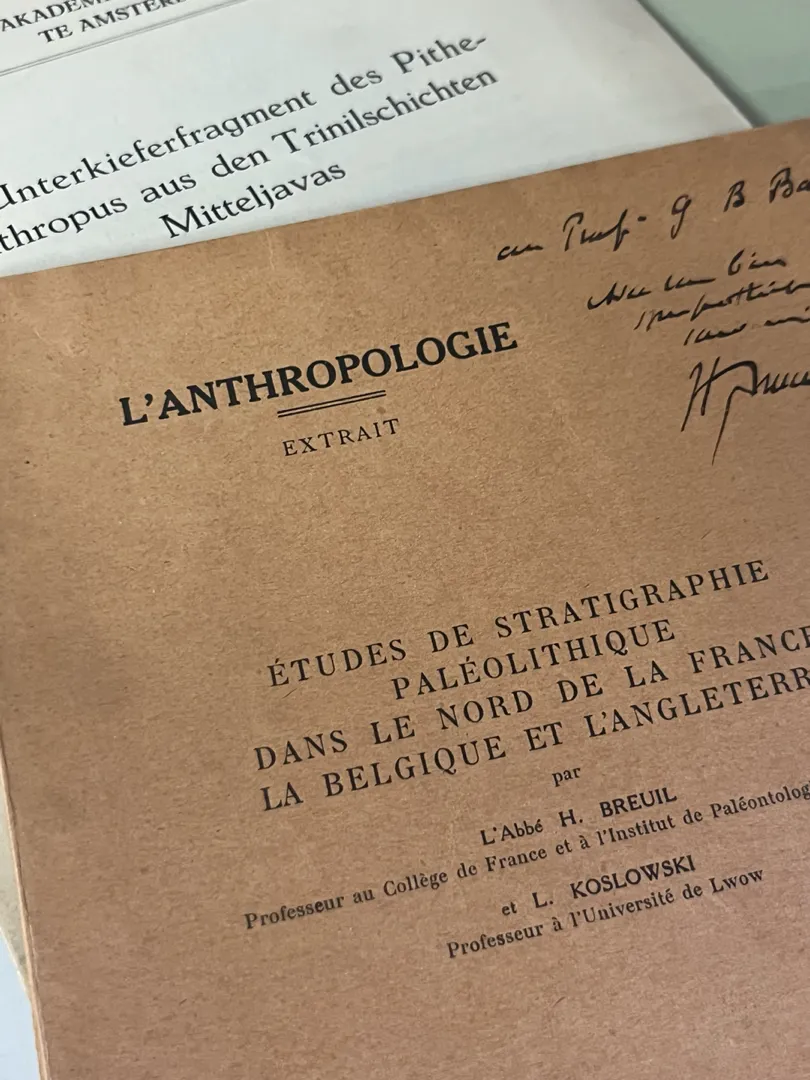 AKADEM
TE AMSTER
Unterkieferfragment des Pithe-
thropus aus den Trinilschichten
Mitteljavas
au Prof. G B Ba
L'ANTHROPOLOGIE
EXTRAIT
ÉTUDES DE STRATIGRAPHIE
PALÉOLITHIQUE
DANS LE NORD DE LA FRANCE
LA BELGIQUE ET L'ANGLETERR
par
L'Abbé H. BREUIL
Professeur au Collège de France et à l'Institut de Paléontolog
et L. KOSLOWSKI
Professeur à l'Université de Lwow